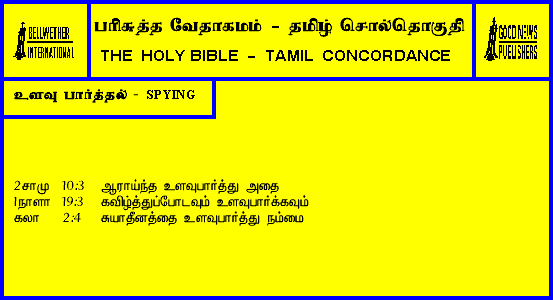 BELLWETHER
INTERNATIONAL
பரிசுத்த வேதாகமம் - தமிழ் சொல்தொகுதி
THE HOLY BIBLE - TAMIL CONCORDANCE
GOOD NEWS
PUBLISHERS
உளவு பார்த்தல் - SPYING
2சாமு 10:3 ஆராய்ந்த உளவுபார்த்து அதை
1நாளா 19:3 கவிழ்த்துப்போடவும் உளவுபார்க்கவும்
கலா 2:4 சுயாதீனத்தை உளவுபார்த்து நம்மை